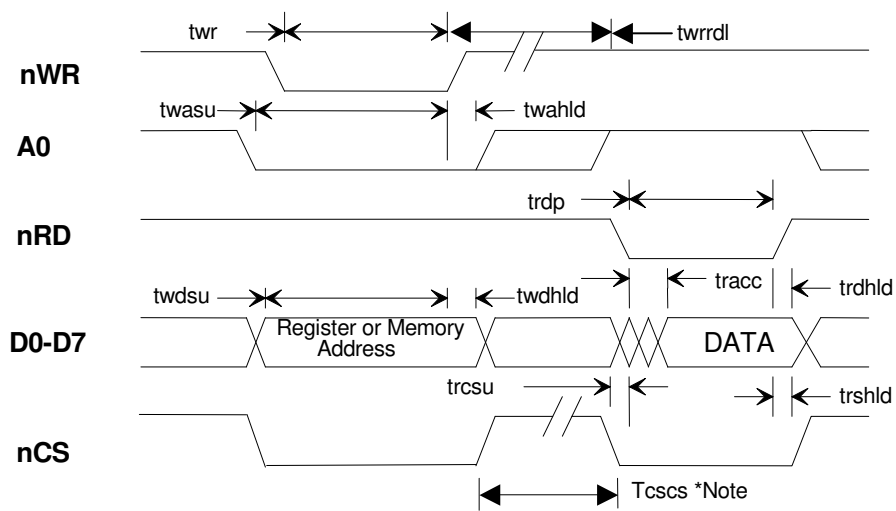 twr
twrrdl
nWR
twasu
twahld
A0
trdp
nRD
twdsu
twdhld
tracc
trdhld
D0-D7
Register or Memory
Address
DATA
trcsu
trshld
nCS
Tcscs *Note